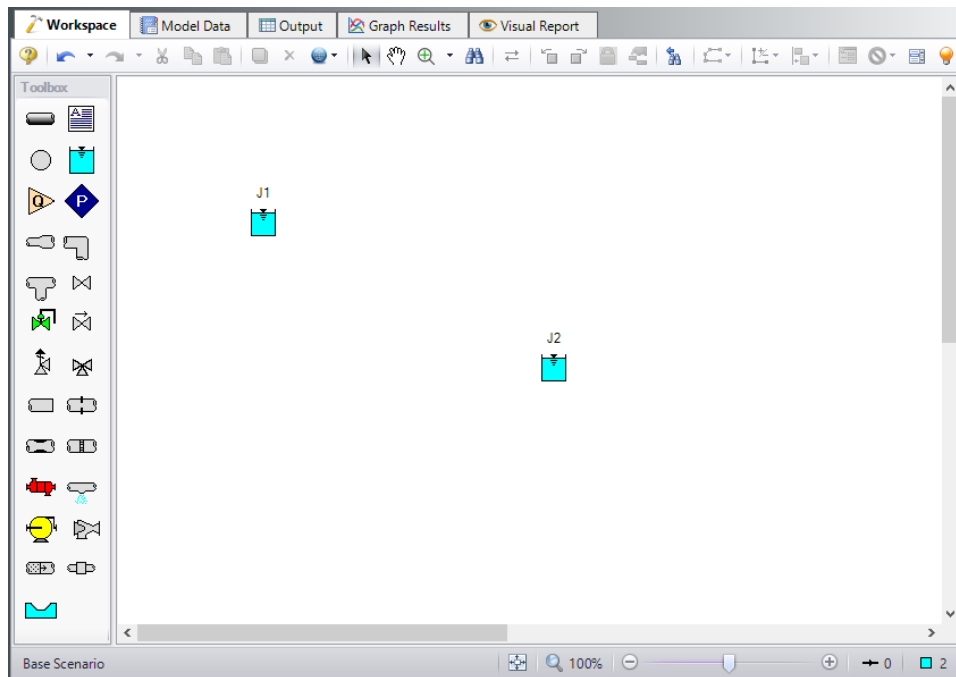 Workspace Model Data Output Graph Results Visual Report
Toolbox
A
Q P
J1
J2
Base Scenario 100% 0 2